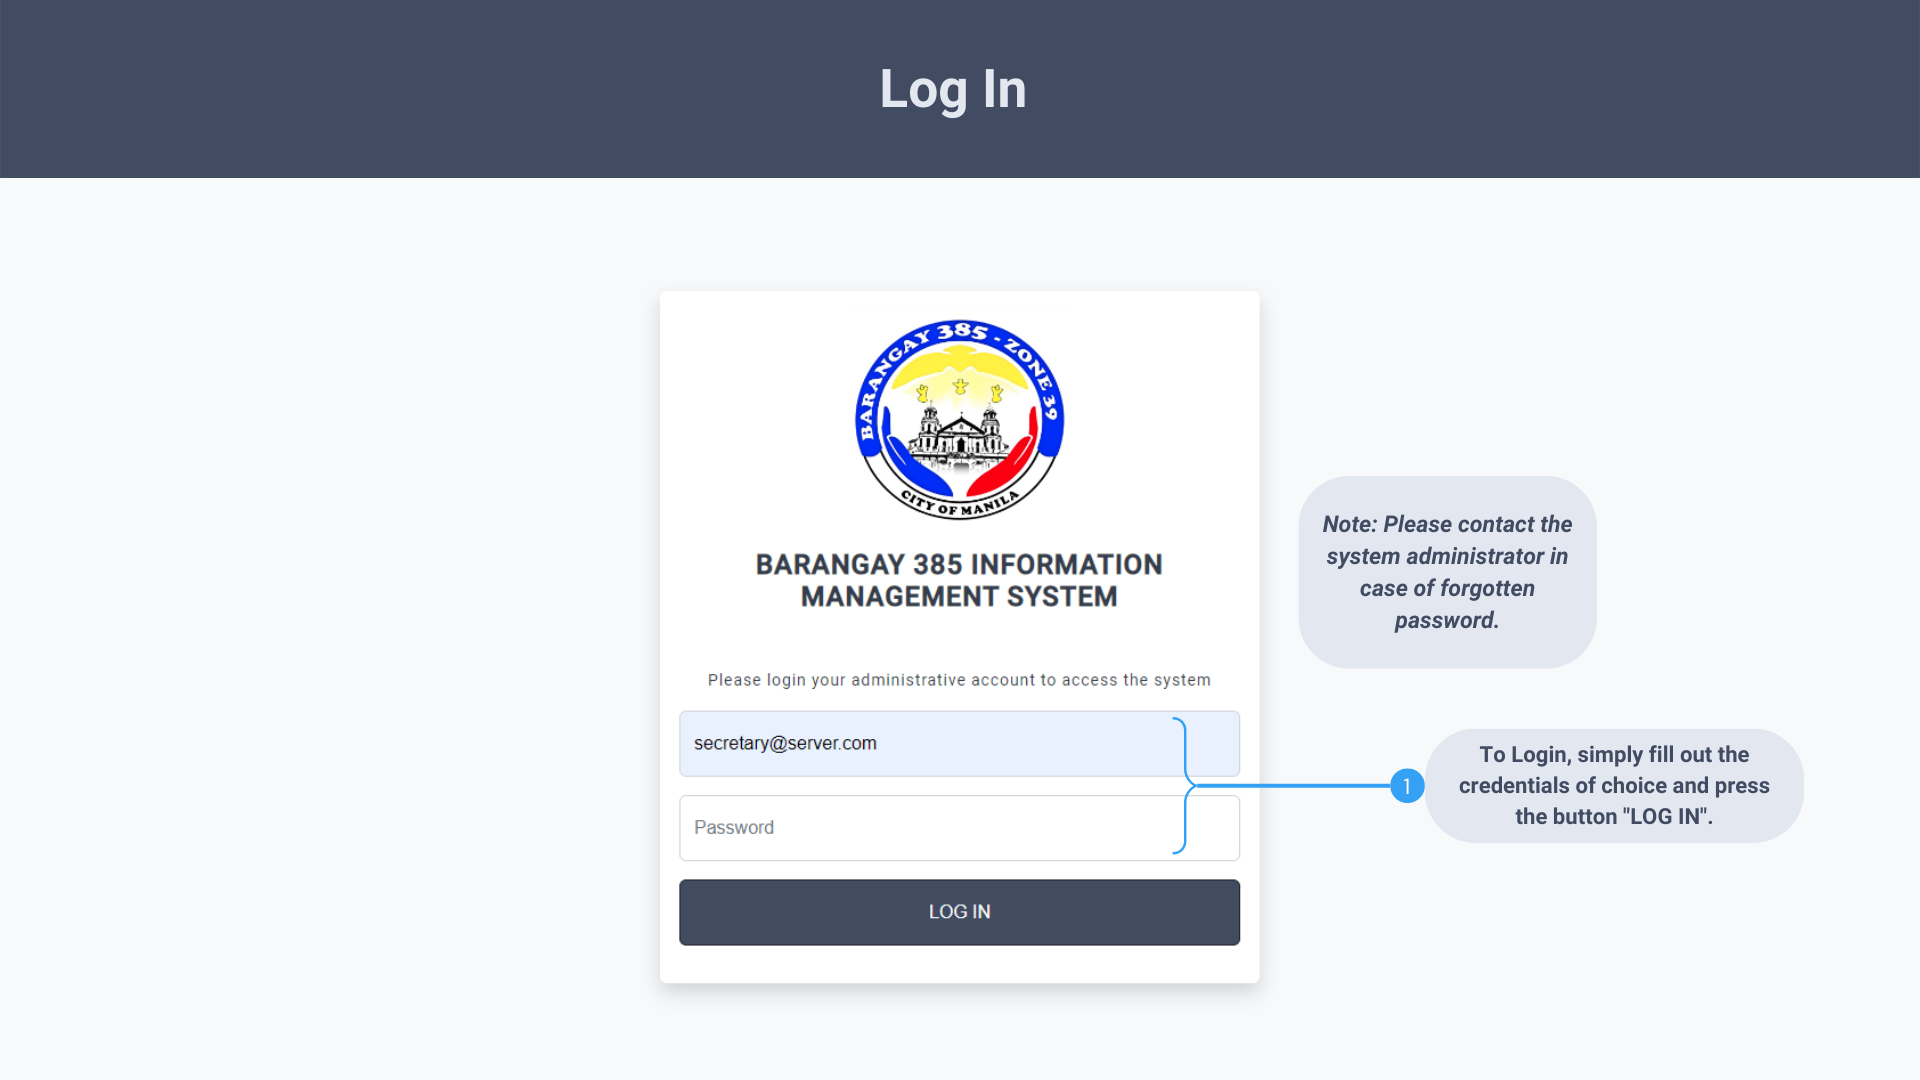 Log In
BARANGAY 385 - ZONE 39
CITY OF MANILA
BARANGAY 385 INFORMATION
MANAGEMENT SYSTEM
Please login your administrative account to access the system
secretary@server.com
Password
LOG IN
Note: Please contact the
system administrator in
case of forgotten
password.
1
To Login, simply fill out the
credentials of choice and press
the button "LOG IN".